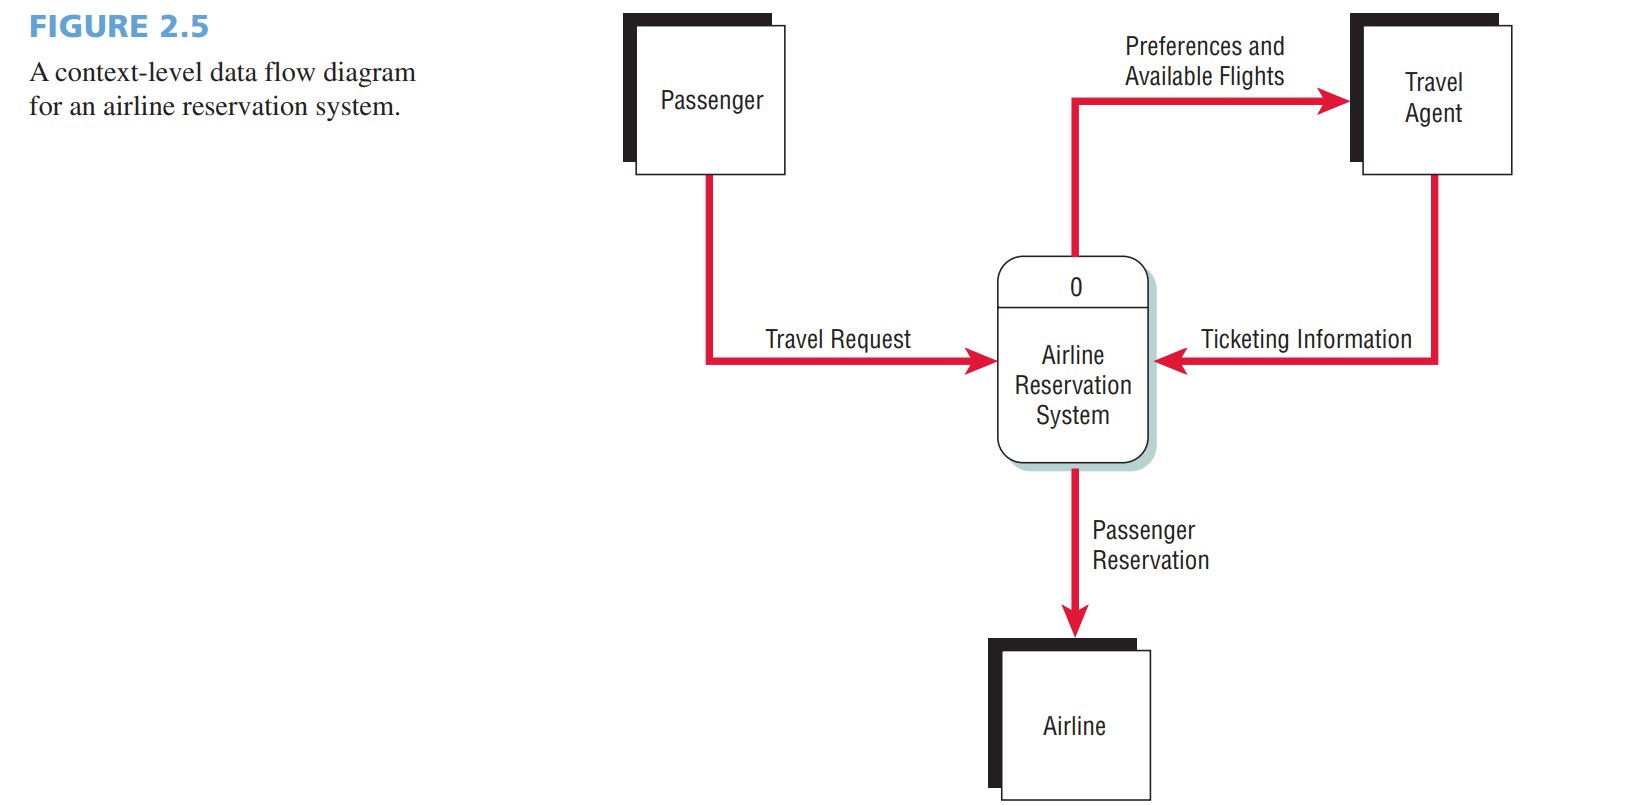 FIGURE 2.5
A context-level data flow diagram
for an airline reservation system.
Passenger
Preferences and
Available Flights
Travel
Agent
0
Travel Request
Airline
Reservation
System
Ticketing Information
Passenger
Reservation
Airline